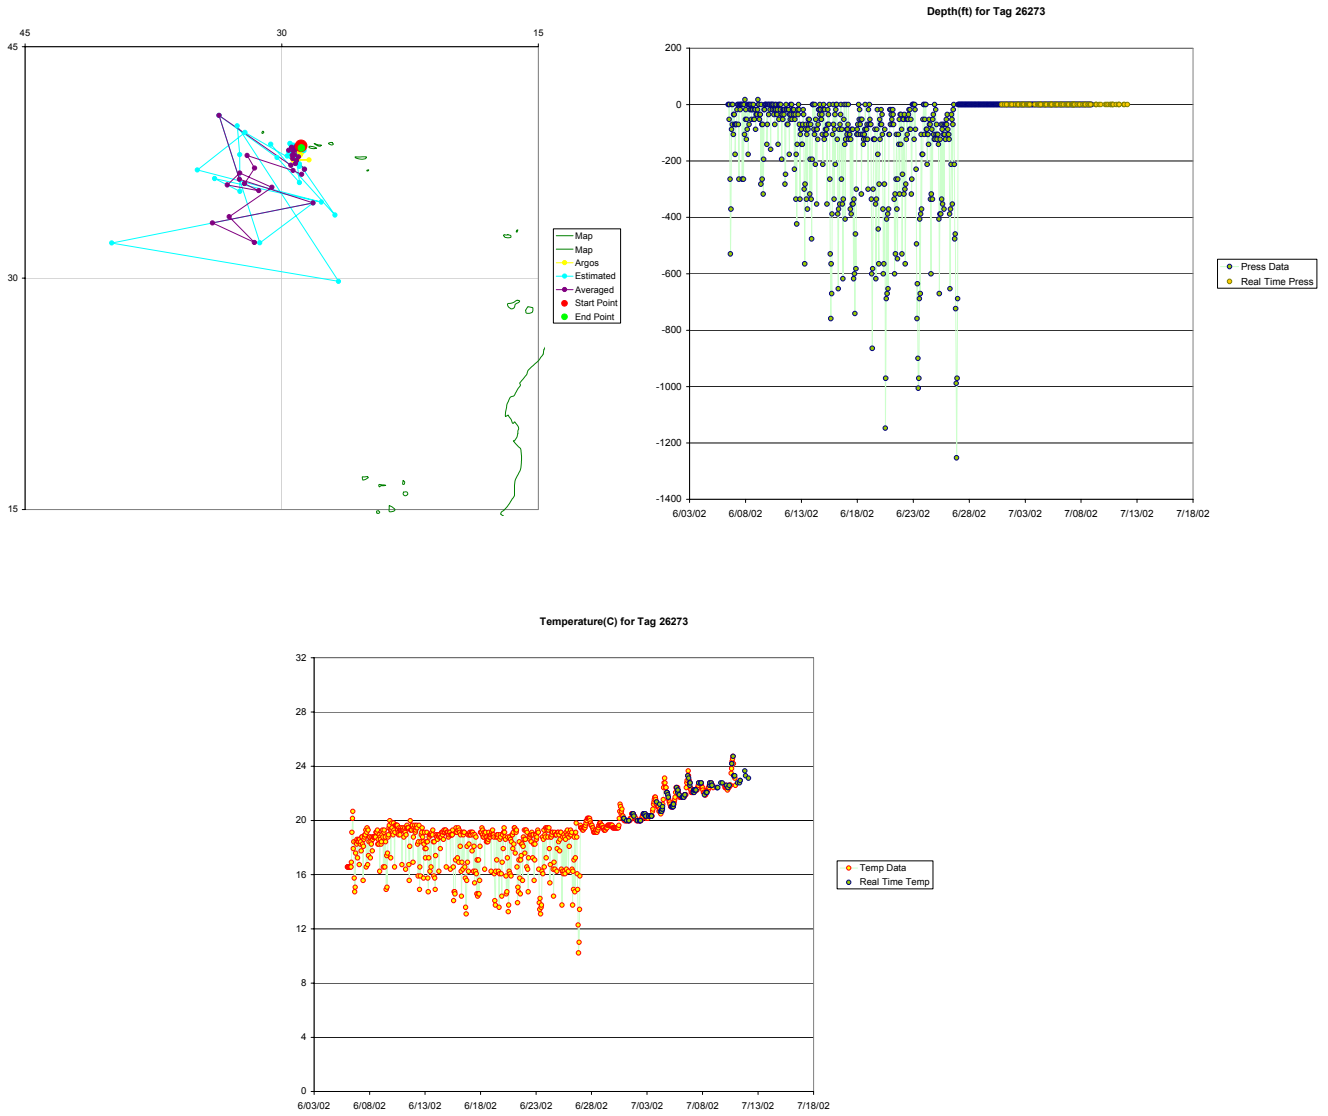 45
30
15
45
30
15
Map
Map
Argos
Estimated
Averaged
Start Point
End Point
Depth(ft) for Tag 26273
200
0
-200
-400
-600
-800
-1000
-1200
-1400
6/03/02 6/08/02 6/13/02 6/18/02 6/23/02 6/28/02 7/03/02 7/08/02 7/13/02 7/18/02
Press Data
Real Time Press
Temperature(C) for Tag 26273
32
28
24
20
16
12
8
4
0
6/03/02 6/08/02 6/13/02 6/18/02 6/23/02 6/28/02 7/03/02 7/08/02 7/13/02 7/18/02
Temp Data
Real Time Temp